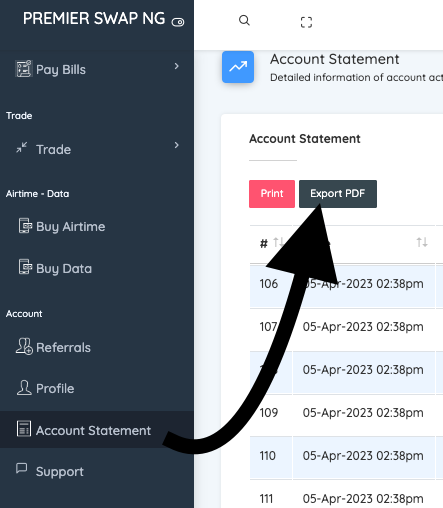 PREMIER SWAP NG
Pay Bills
Trade
Trade
Airtime - Data
Buy Airtime
Buy Data
Account
Referrals
Profile
Account Statement
Support
Account Statement
Detailed information of account act
Account Statement
Print Export PDF
#
106 05-Apr-2023 02:38pm
107 05-Apr-2023 02:38pm
05-Apr-2023 02:38pm
109 05-Apr-2023 02:38pm
110 05-Apr-2023 02:38pm
111 05-Apr-2023 02:38pm